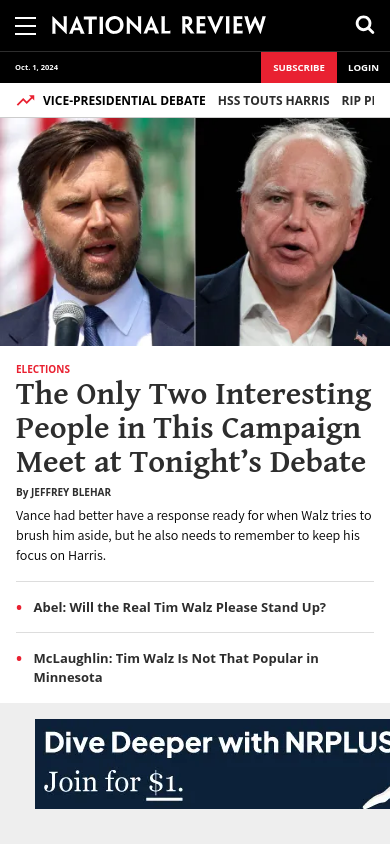 NATIONAL REVIEW
Oct. 1, 2024
SUBSCRIBE
LOGIN
VICE-PRESIDENTIAL DEBATE HSS TOUTS HARRIS RIP
ELECTIONS
The Only Two Interesting
People in This Campaign
Meet at Tonight’s Debate
By JEFFREY BLEHAR
Vance had better have a response ready for when Walz tries to
brush him aside, but he also needs to remember to keep his
focus on Harris.
• Abel: Will the Real Tim Walz Please Stand Up?
• McLaughlin: Tim Walz Is Not That Popular in
Minnesota
Dive Deeper with NRPLUS
Join for $1.